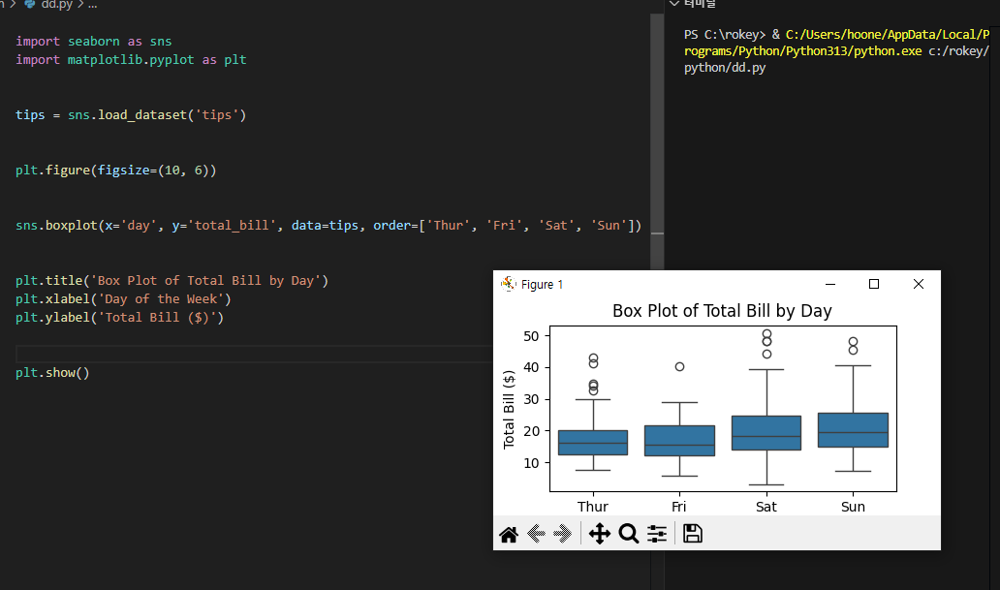 dd.py > ...
import seaborn as sns
import matplotlib.pyplot as plt
tips = sns.load_dataset('tips')
plt.figure(figsize=(10, 6))
sns.boxplot(x='day', y='total_bill', data=tips, order=['Thur', 'Fri', 'Sat', 'Sun'])
plt.title('Box Plot of Total Bill by Day')
plt.xlabel('Day of the Week')
plt.ylabel('Total Bill ($)')
plt.show()
터미널
PS C:\rokey> & C:/Users/hoone/AppData/Local/P
rograms/Python/Python313/python.exe c:/rokey/
python/dd.py
Figure 1
Box Plot of Total Bill by Day
Total Bill ($)
50
40
30
20
10
Thur Fri Sat Sun